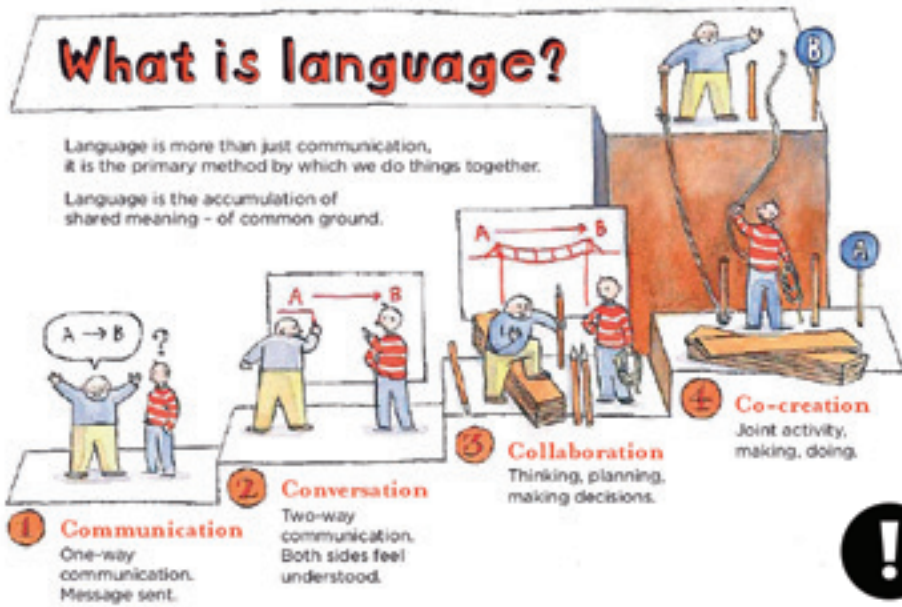 What is language?
Language is more than just communication,
it is the primary method by which we do things together.
Language is the accumulation of
shared meaning – of common ground.
B
A → B
A
A → B
A → B
?
4 Co-creation
Joint activity,
making, doing.
3 Collaboration
Thinking, planning,
making decisions.
2 Conversation
Two-way
communication.
Both sides feel
understood.
1 Communication
One-way
communication.
Message sent.
!